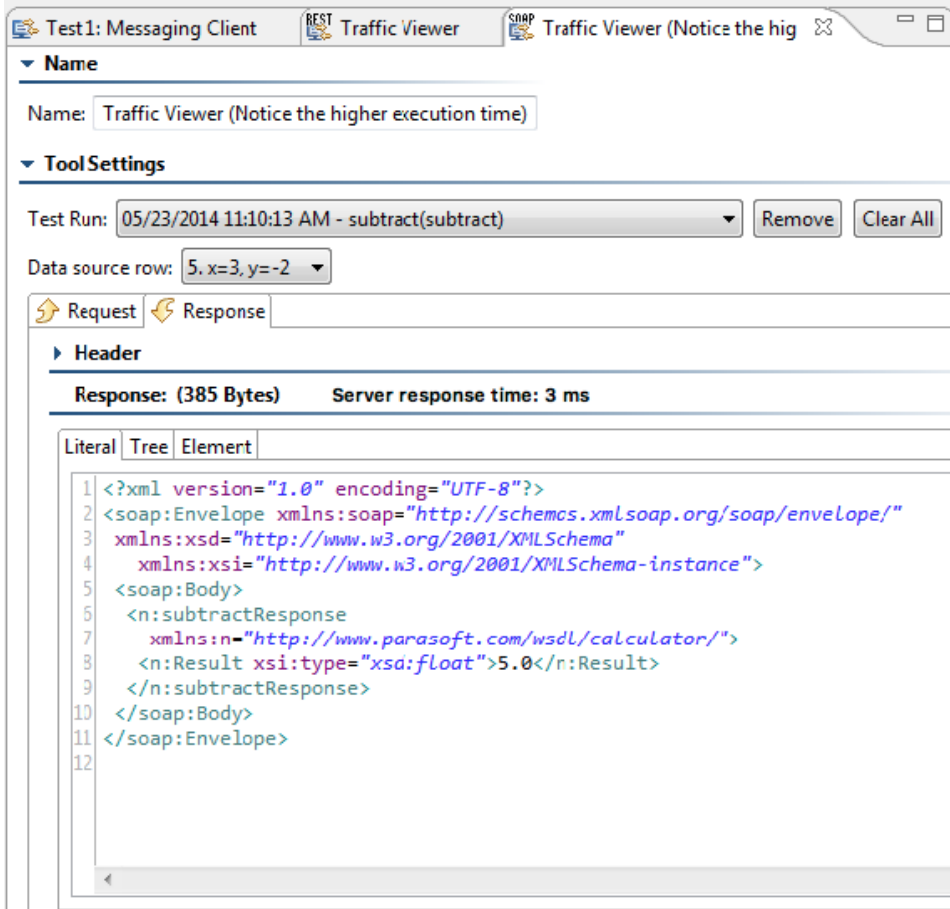 Test1: Messaging Client REST Traffic Viewer SOAP Traffic Viewer (Notice the hig
Name
Name: Traffic Viewer (Notice the higher execution time)
Tool Settings
Test Run: 05/23/2014 11:10:13 AM - subtract(subtract) Remove Clear All
Data source row: 5. x=3, y=-2
Request Response
Header
Response: (385 Bytes) Server response time: 3 ms
Literal Tree Element
1 <?xml version="1.0" encoding="UTF-8"?>
2 <soap:Envelope xmlns:soap="http://schemas.xmlsoap.org/soap/envelope/"
3 xmlns:xsd="http://www.w3.org/2001/XMLSchema"
4 xmlns:xsi="http://www.w3.org/2001/XMLSchema-instance">
5 <soap:Body>
6 <n:subtractResponse
7 xmlns:n="http://www.parasoft.com/wsdl/calculator/">
8 <n:Result xsi:type="xsd:float">5.0</n:Result>
9 </n:subtractResponse>
10 </soap:Body>
11 </soap:Envelope>
12